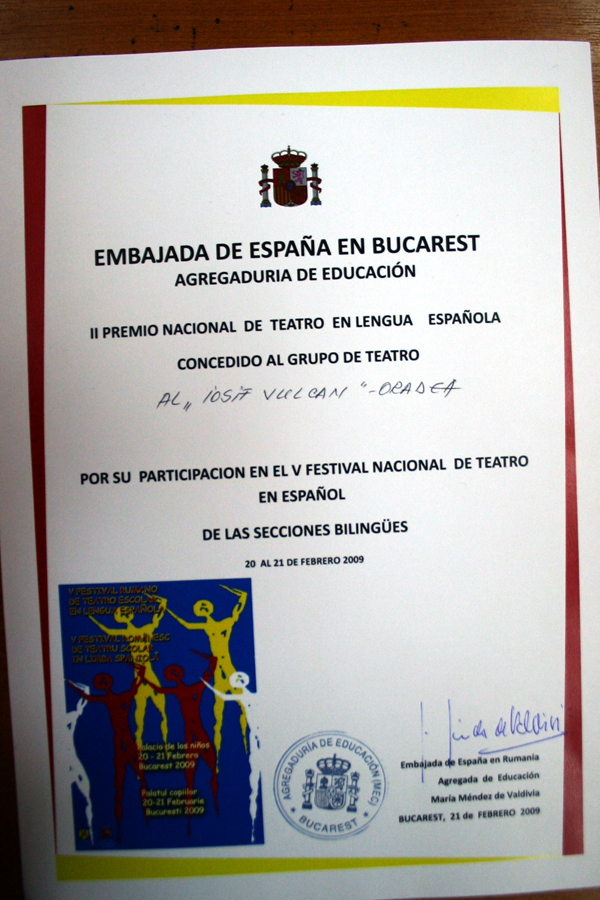 EMBAJADA DE ESPAÑA EN BUCAREST
AGREGADURIA DE EDUCACIÓN
II PREMIO NACIONAL DE TEATRO EN LENGUA ESPAÑOLA
CONCEDIDO AL GRUPO DE TEATRO
AL „ IOSIF VULCAN " - ORADEA
POR SU PARTICIPACION EN EL V FESTIVAL NACIONAL DE TEATRO
EN ESPAÑOL
DE LAS SECCIONES BILINGÜES
20 AL 21 DE FEBRERO 2009
V FESTIVAL RUMANO
DE TEATRO ESCOLAR
EN LENGUA ESPAÑOLA
V FESTIVAL ROMÂNESC
DE TEATRU SCOLAR
IN LIMBA SPANIOLĂ
Palacio de los niños
20 - 21 Febrero
Bucarest 2009
Palatul copiilor
20-21 Februarie
Bucuresti 2009
AGREGADURÍA DE EDUCACIÓN (MEC)
BUCAREST
Embajada de España en Rumania
Agregada de Educación
María Méndez de Valdivia
BUCAREST, 21 de FEBRERO 2009